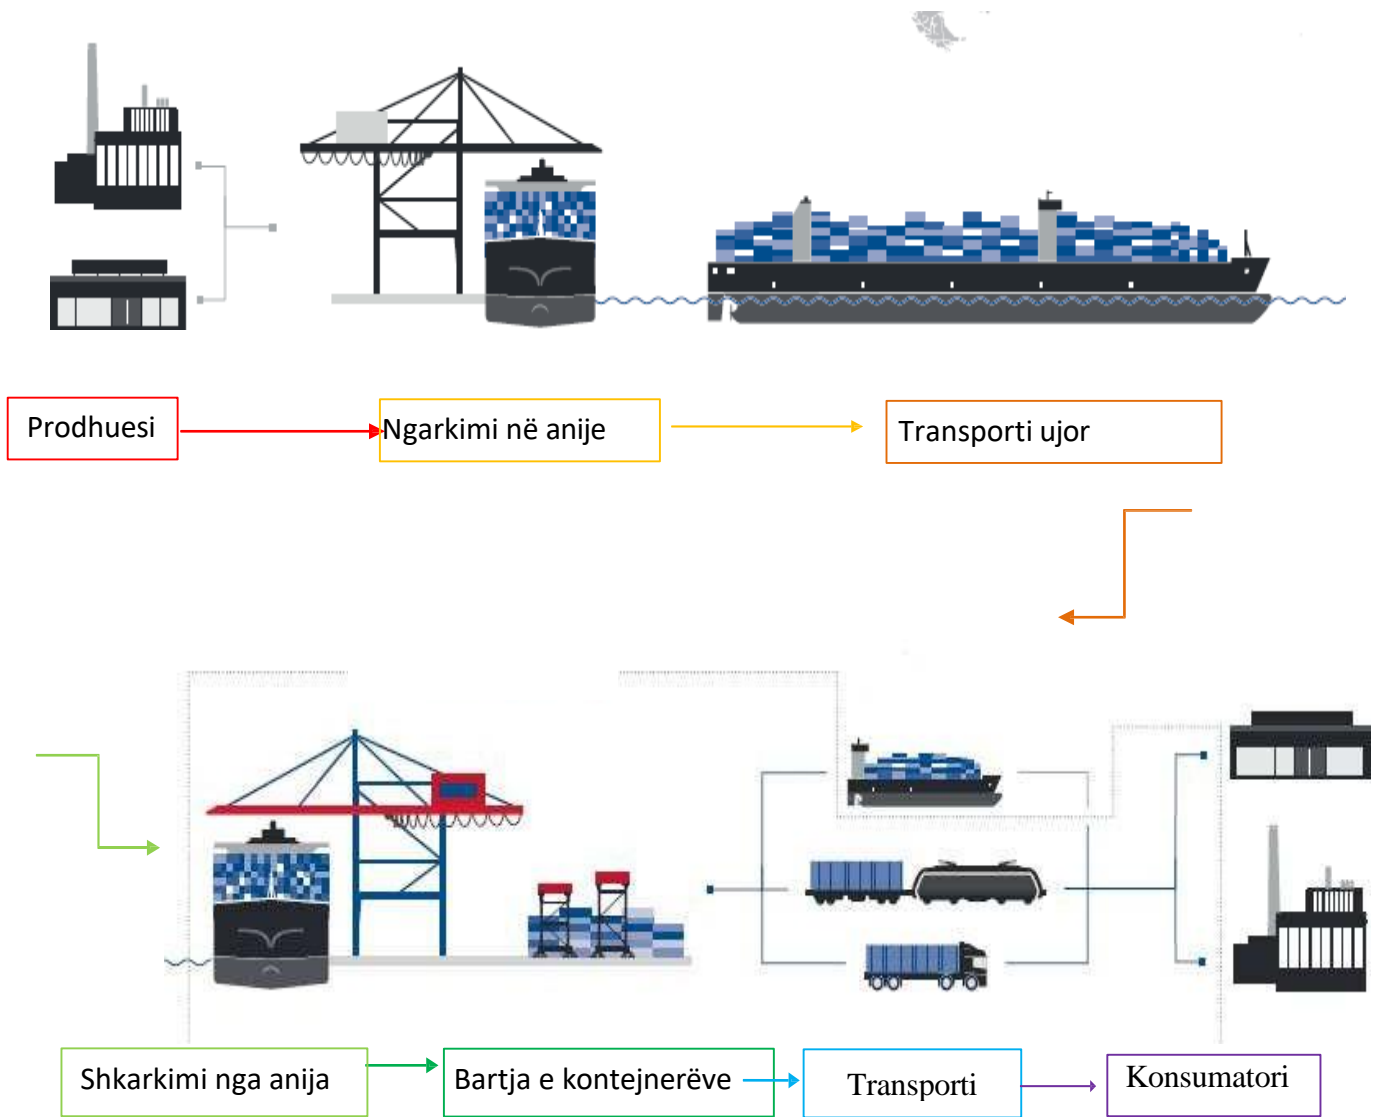 Prodhuesi
Ngarkimi në anije
Transporti ujor
Shkarkimi nga anija
Bartja e kontejnerëve
Transporti
Konsumatori